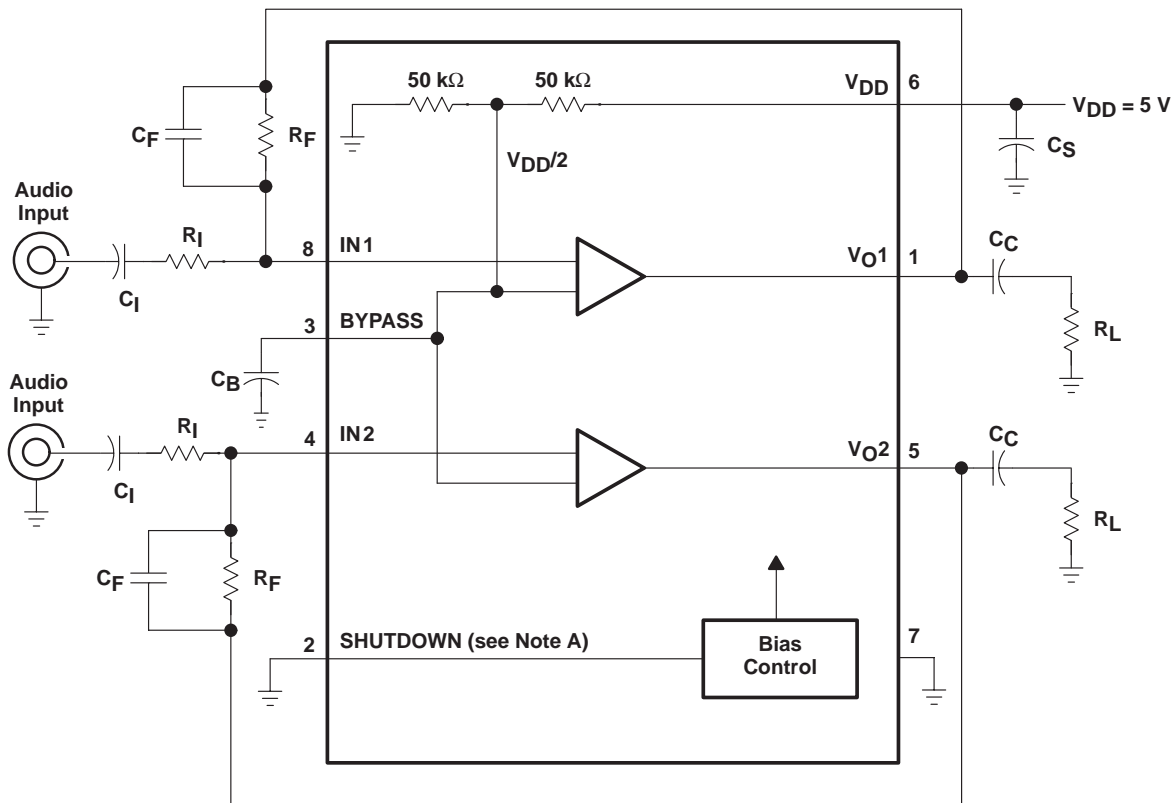 50 kΩ
50 kΩ
VDD
6
VDD = 5 V
CF
RF
VDD/2
CS
Audio
Input
RI
CI
8
IN1
VO1
1
CC
RL
3
BYPASS
CB
Audio
Input
RI
CI
4
IN2
VO2
5
CC
RL
CF
RF
2
SHUTDOWN (see Note A)
Bias
Control
7